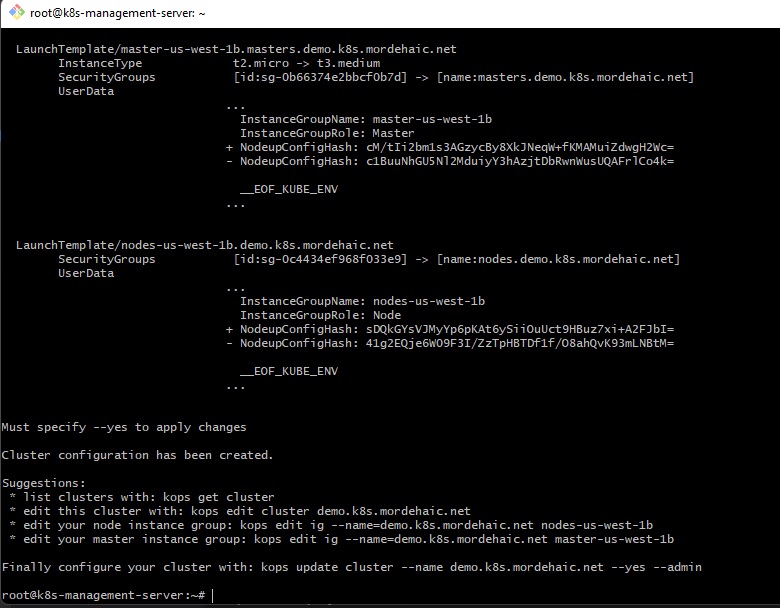 root@k8s-management-server: ~
LaunchTemplate/master-us-west-1b.masters.demo.k8s.mordehaic.net
InstanceType t2.micro -> t3.medium
SecurityGroups [id:sg-0b66374e2bbcf0b7d] -> [name:masters.demo.k8s.mordehaic.net]
UserData
...
InstanceGroupName: master-us-west-1b
InstanceGroupRole: Master
+ NodeupConfigHash: cM/tIi2bm1s3AGzycBy8XkJNeqW+fKMAMuiZdwgH2Wc=
- NodeupConfigHash: c1BuuNhGU5Nl2MduiyY3hAzjtDbRwnWusUQAFrlCo4k=
__EOF_KUBE_ENV
...
LaunchTemplate/nodes-us-west-1b.demo.k8s.mordehaic.net
SecurityGroups [id:sg-0c4434ef968f033e9] -> [name:nodes.demo.k8s.mordehaic.net]
UserData
...
InstanceGroupName: nodes-us-west-1b
InstanceGroupRole: Node
+ NodeupConfigHash: sDQkGYsVJMyYp6pKAt6ySiiOuUct9HBuz7xi+A2FJbI=
- NodeupConfigHash: 41g2EQje6WO9F3I/ZzTpHBTDf1f/O8ahQvK93mLNBtM=
__EOF_KUBE_ENV
...
Must specify --yes to apply changes
Cluster configuration has been created.
Suggestions:
* list clusters with: kops get cluster
* edit this cluster with: kops edit cluster demo.k8s.mordehaic.net
* edit your node instance group: kops edit ig --name=demo.k8s.mordehaic.net nodes-us-west-1b
* edit your master instance group: kops edit ig --name=demo.k8s.mordehaic.net master-us-west-1b
Finally configure your cluster with: kops update cluster --name demo.k8s.mordehaic.net --yes --admin
root@k8s-management-server:~#